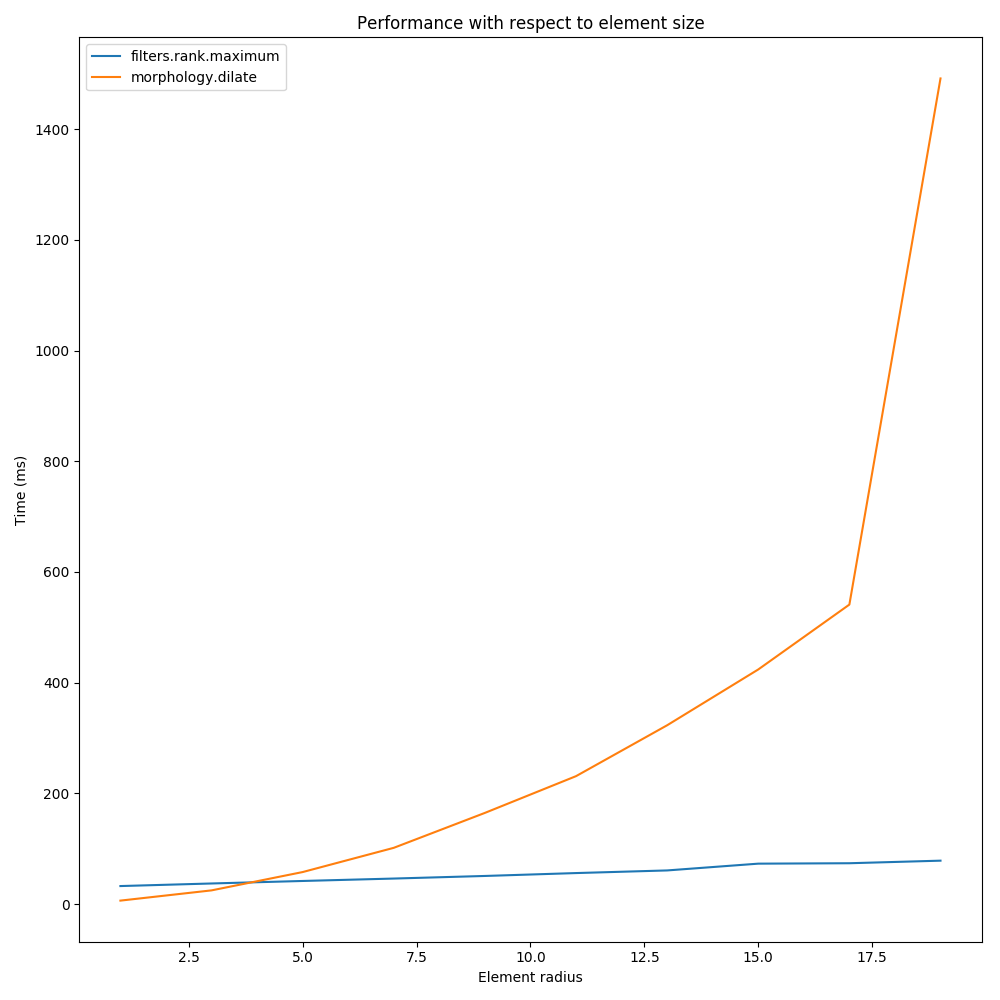 Performance with respect to element size
filters.rank.maximum
morphology.dilate
1400
1200
1000
800
600
400
200
0
Time (ms)
2.5 5.0 7.5 10.0 12.5 15.0 17.5
Element radius